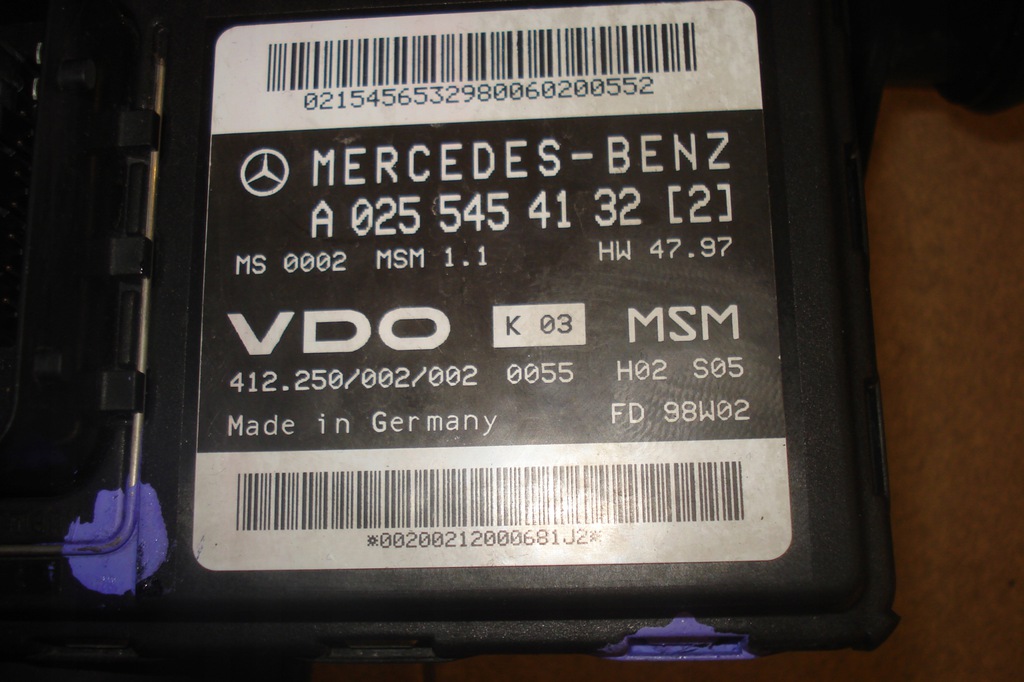 0215456532980060200552
MERCEDES-BENZ
A 025 545 41 32 [2]
MS 0002 MSM 1.1 HW 47.97
VDO K 03 MSM
412.250/002/002 0055 H02 S05
Made in Germany FD 98W02
*00200212000681J2*